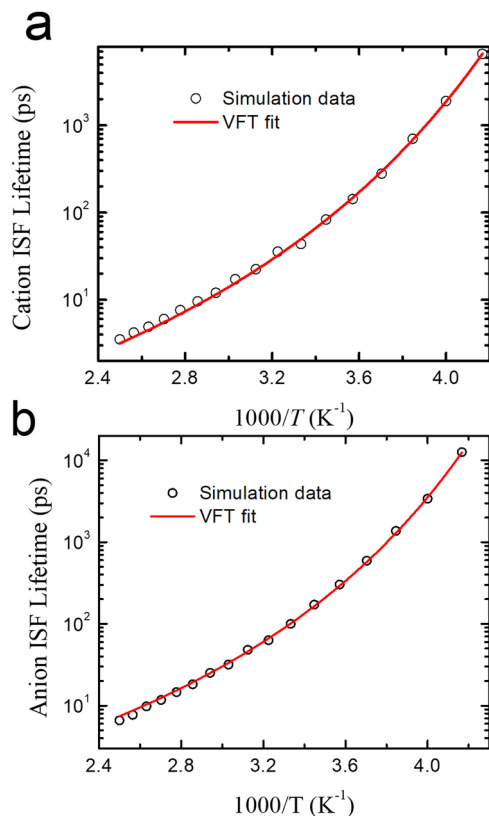 a
Cation ISF Lifetime (ps)
10^3
10^2
10^1
Simulation data
VFT fit
2.4 2.8 3.2 3.6 4.0
1000/T (K^-1)
b
Anion ISF Lifetime (ps)
10^4
10^3
10^2
10^1
Simulation data
VFT fit
2.4 2.8 3.2 3.6 4.0
1000/T (K^-1)